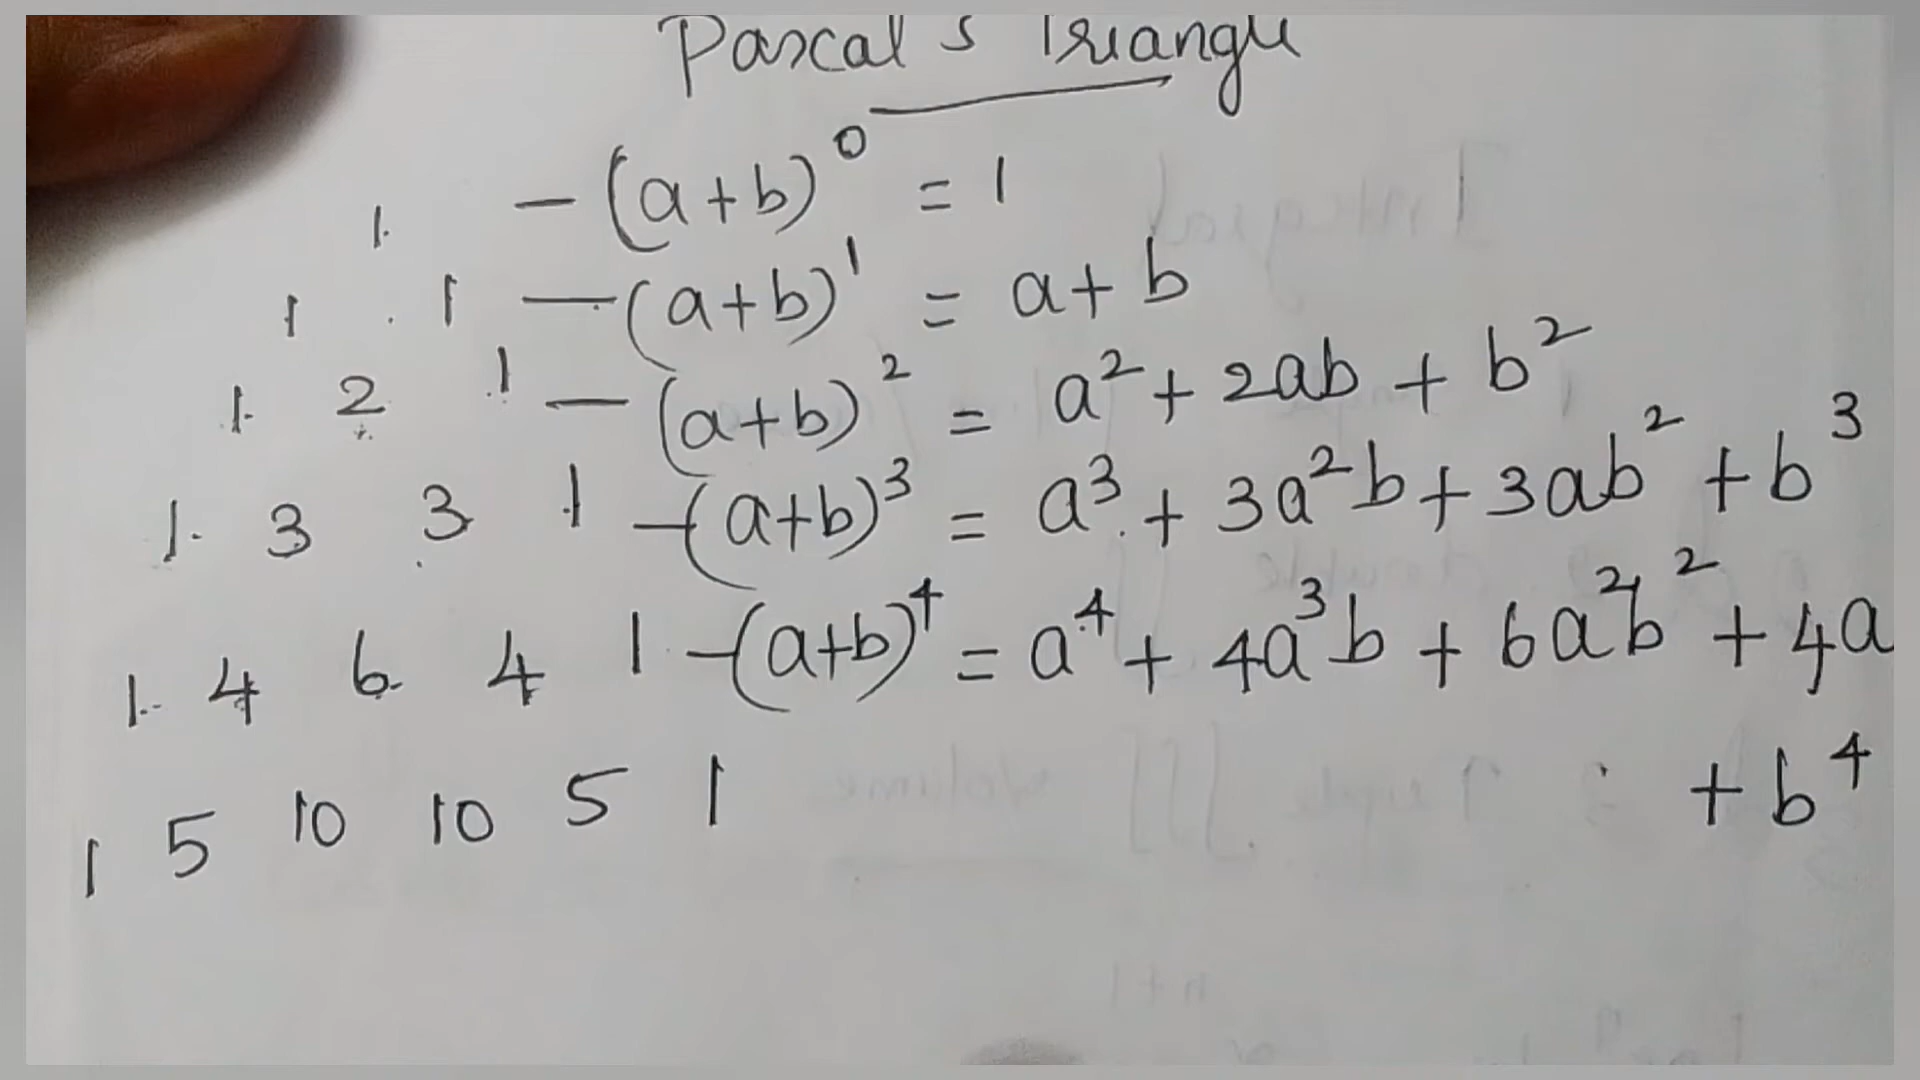 Pascal's Triangle
1 - (a+b)⁰ = 1
1 1 - (a+b)¹ = a+b
1 2 1 - (a+b)² = a² + 2ab + b²
1 3 3 1 - (a+b)³ = a³ + 3a²b + 3ab² + b³
1 4 6 4 1 - (a+b)⁴ = a⁴ + 4a³b + 6a²b² + 4a
+ b⁴
1 5 10 10 5 1